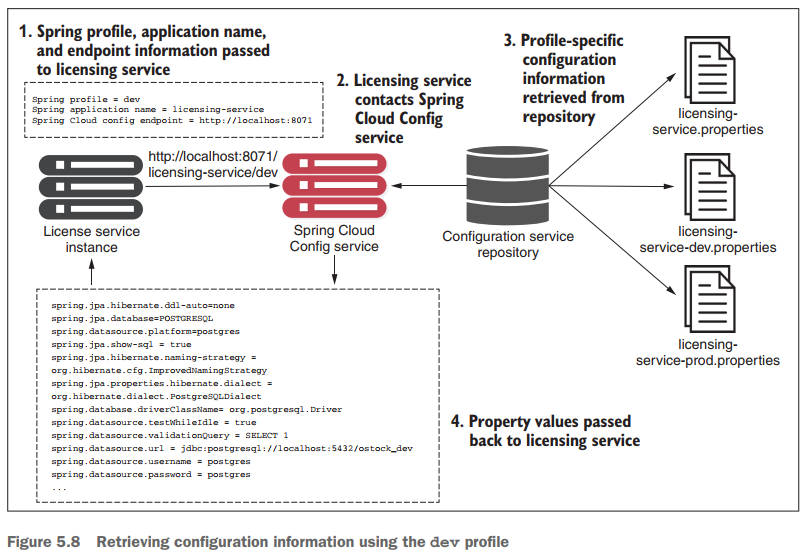 1. Spring profile, application name,
and endpoint information passed
to licensing service
Spring profile = dev
Spring application name = licensing-service
Spring Cloud config endpoint = http://localhost:8071
2. Licensing service
contacts Spring
Cloud Config
service
3. Profile-specific
configuration
information
retrieved from
repository
licensing-
service.properties
http://localhost:8071/
licensing-service/dev
License service
instance
Spring Cloud
Config service
Configuration service
repository
licensing-
service-dev.properties
licensing-
service-prod.properties
spring.jpa.hibernate.ddl-auto=none
spring.jpa.database=POSTGRESQL
spring.datasource.platform=postgres
spring.jpa.show-sql = true
spring.jpa.hibernate.naming-strategy =
org.hibernate.cfg.ImprovedNamingStrategy
spring.jpa.properties.hibernate.dialect =
org.hibernate.dialect.PostgreSQLDialect
spring.database.driverClassName= org.postgresql.Driver
spring.datasource.testWhileIdle = true
spring.datasource.validationQuery = SELECT 1
spring.datasource.url = jdbc:postgresql://localhost:5432/ostock_dev
spring.datasource.username = postgres
spring.datasource.password = postgres
...
4. Property values passed
back to licensing service
Figure 5.8 Retrieving configuration information using the dev profile